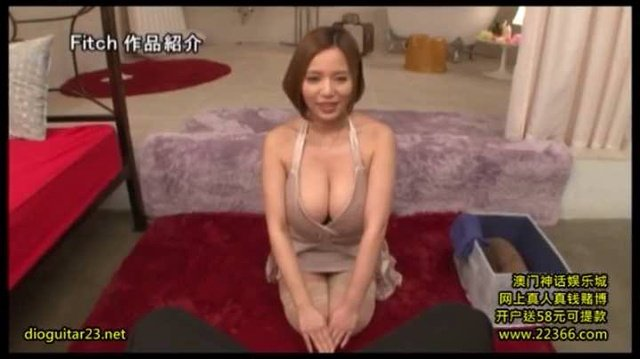 Fitch 作品紹介
澳门神话娱乐城
网上真人真钱赌博
开户送58元可提款
dioguitar23.net
www.22366.com